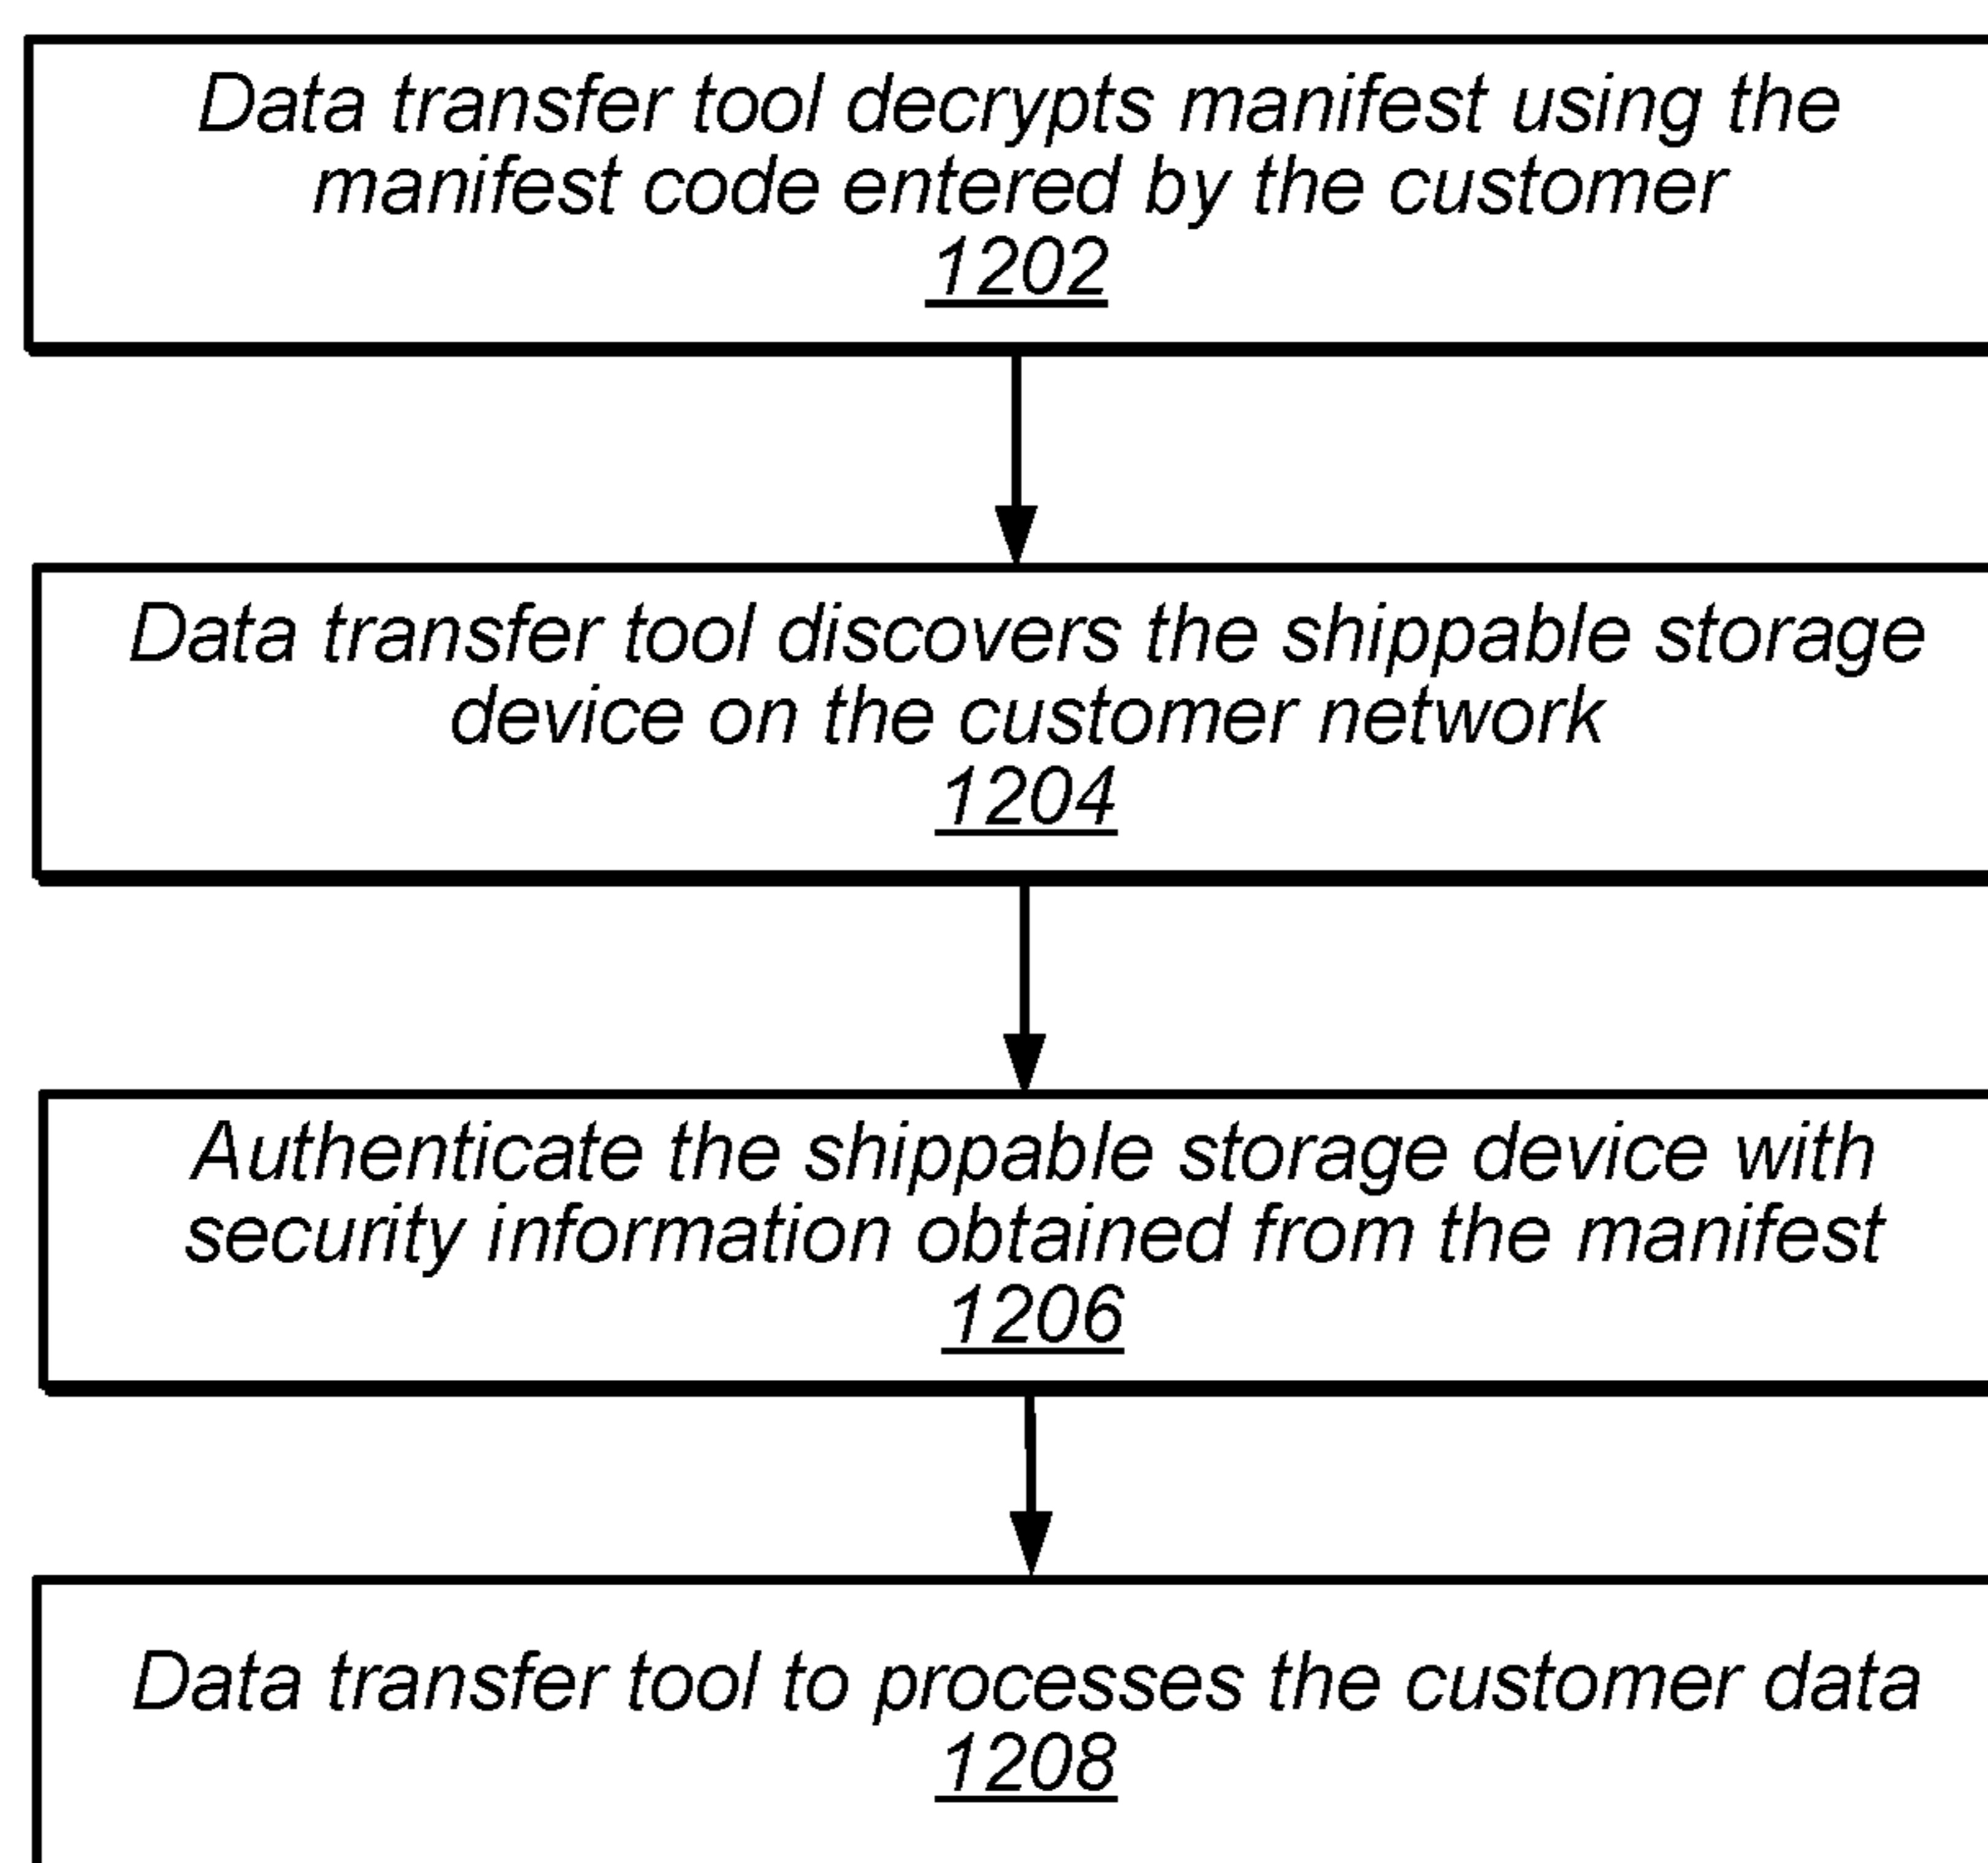 Data transfer tool decrypts manifest using the
manifest code entered by the customer
1202
Data transfer tool discovers the shippable storage
device on the customer network
1204
Authenticate the shippable storage device with
security information obtained from the manifest
1206
Data transfer tool to processes the customer data
1208